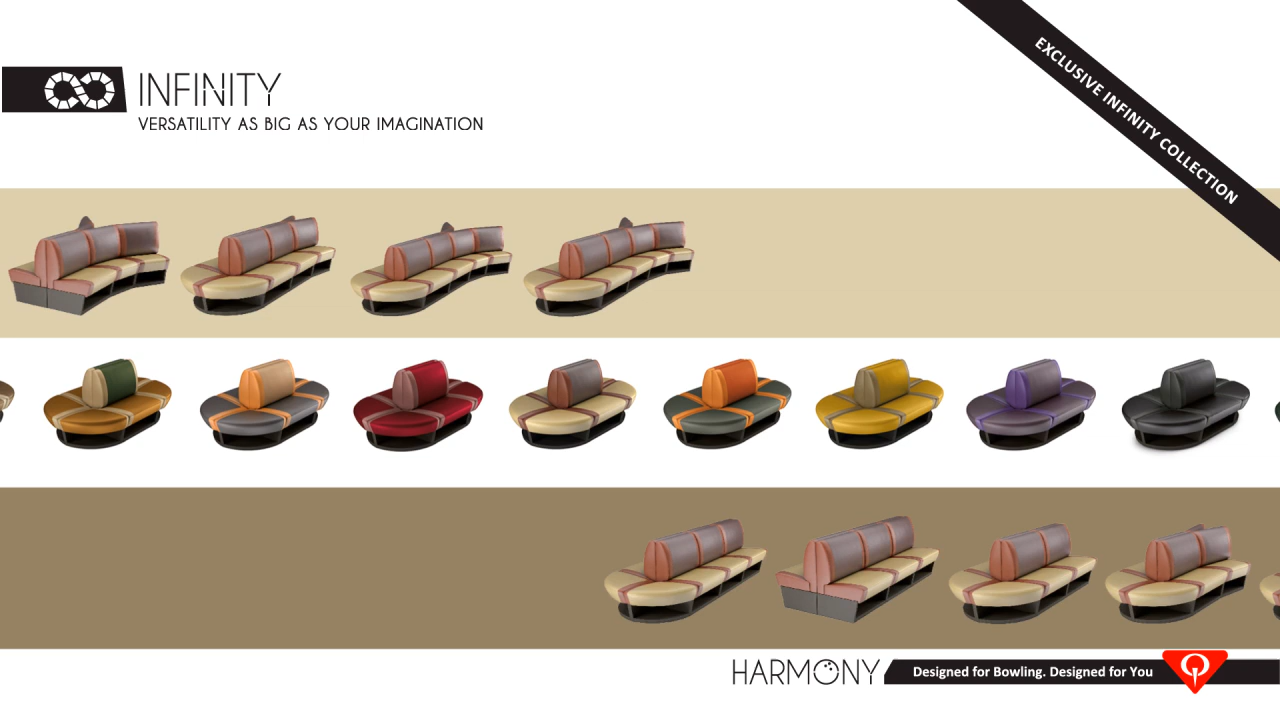 INFINITY
VERSATILITY AS BIG AS YOUR IMAGINATION
EXCLUSIVE INFINITY COLLECTION
HARMONY
Designed for Bowling. Designed for You